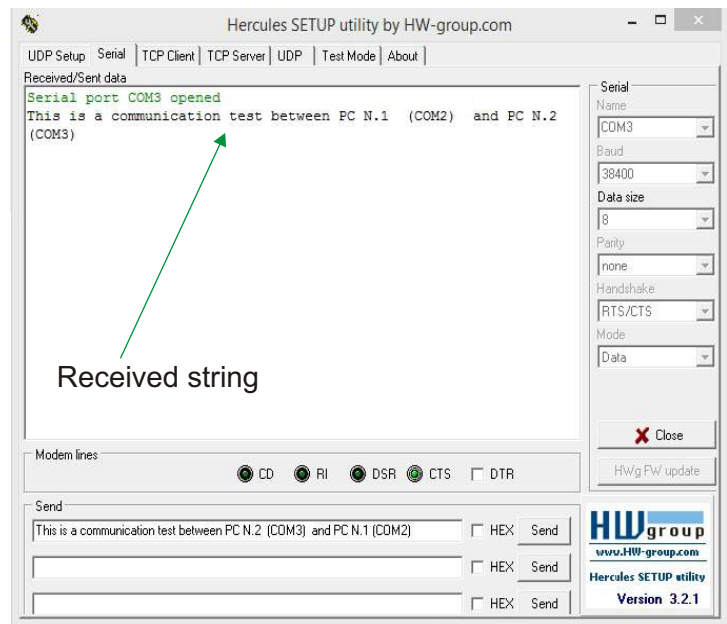 Hercules SETUP utility by HW-group.com
UDP Setup Serial TCP Client TCP Server UDP Test Mode About
Received/Sent data
Serial port COM3 opened
This is a communication test between PC N.1 (COM2) and PC N.2
(COM3)
Received string
Serial
Name
COM3
Baud
38400
Data size
8
Parity
none
Handshake
RTS/CTS
Mode
Data
Close
HWg FW update
Modem lines
CD RI DSR CTS DTR
Send
This is a communication test between PC N.2 (COM3) and PC N.1 (COM2) HEX Send
HEX Send
HEX Send
HWgroup
www.HW-group.com
Hercules SETUP utility
Version 3.2.1